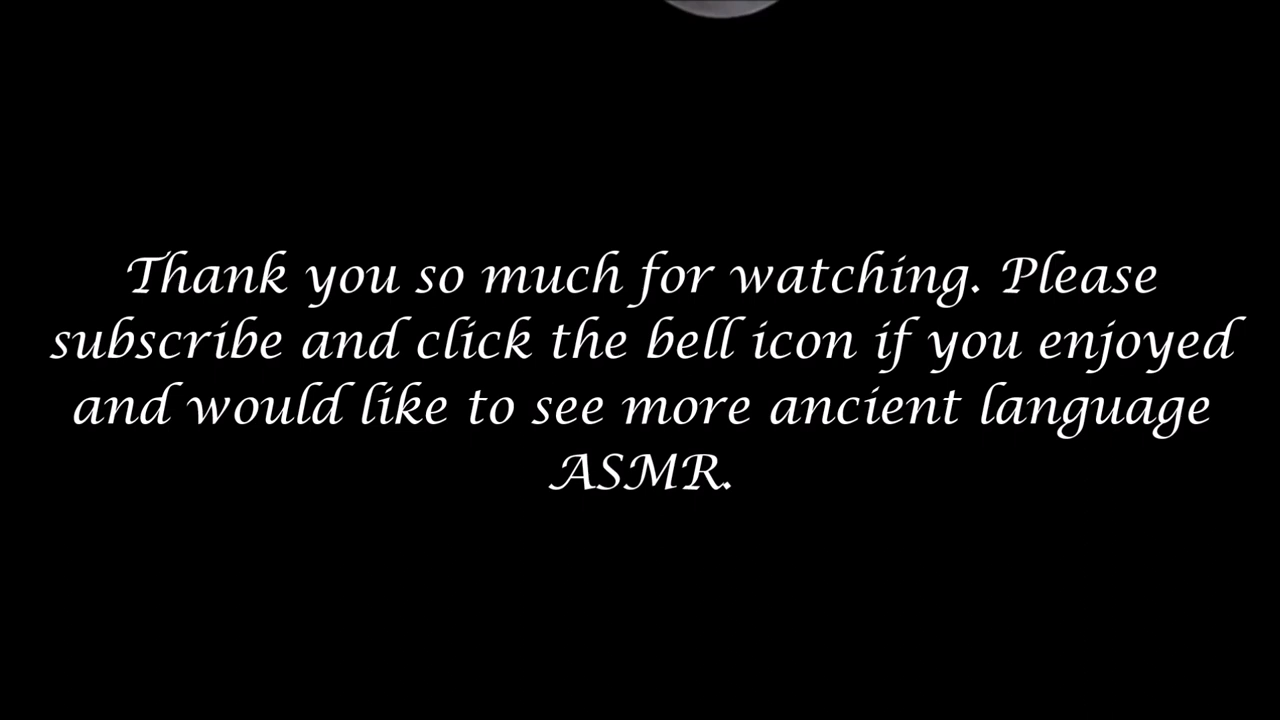 Thank you so much for watching. Please
subscribe and click the bell icon if you enjoyed
and would like to see more ancient language
ASMR.